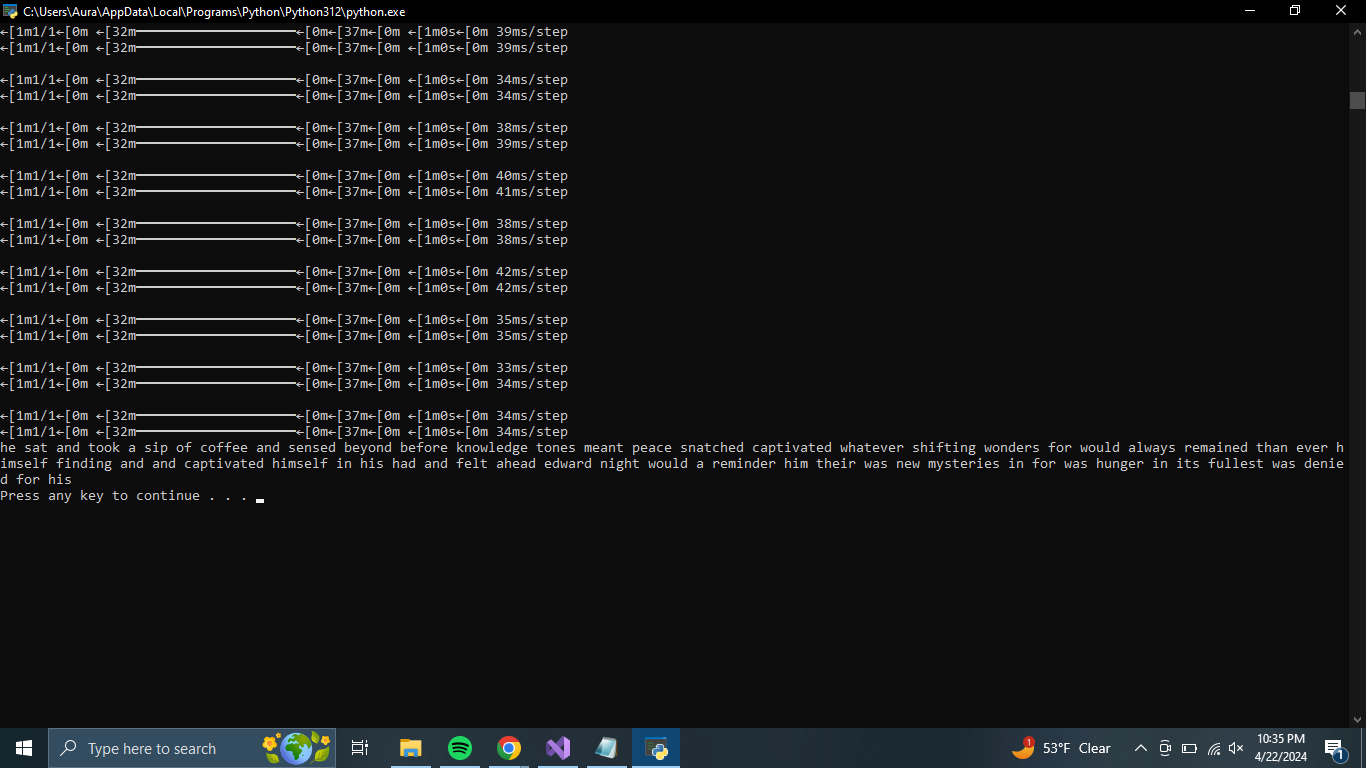 C:\Users\Aura\AppData\Local\Programs\Python\Python312\python.exe
←[1m1/1←[0m ←[32m━━━━━━━━━━━━━━━━━━━━←[0m←[37m←[0m ←[1m0s←[0m 39ms/step
←[1m1/1←[0m ←[32m━━━━━━━━━━━━━━━━━━━━←[0m←[37m←[0m ←[1m0s←[0m 39ms/step
←[1m1/1←[0m ←[32m━━━━━━━━━━━━━━━━━━━━←[0m←[37m←[0m ←[1m0s←[0m 34ms/step
←[1m1/1←[0m ←[32m━━━━━━━━━━━━━━━━━━━━←[0m←[37m←[0m ←[1m0s←[0m 34ms/step
←[1m1/1←[0m ←[32m━━━━━━━━━━━━━━━━━━━━←[0m←[37m←[0m ←[1m0s←[0m 38ms/step
←[1m1/1←[0m ←[32m━━━━━━━━━━━━━━━━━━━━←[0m←[37m←[0m ←[1m0s←[0m 39ms/step
←[1m1/1←[0m ←[32m━━━━━━━━━━━━━━━━━━━━←[0m←[37m←[0m ←[1m0s←[0m 40ms/step
←[1m1/1←[0m ←[32m━━━━━━━━━━━━━━━━━━━━←[0m←[37m←[0m ←[1m0s←[0m 41ms/step
←[1m1/1←[0m ←[32m━━━━━━━━━━━━━━━━━━━━←[0m←[37m←[0m ←[1m0s←[0m 38ms/step
←[1m1/1←[0m ←[32m━━━━━━━━━━━━━━━━━━━━←[0m←[37m←[0m ←[1m0s←[0m 38ms/step
←[1m1/1←[0m ←[32m━━━━━━━━━━━━━━━━━━━━←[0m←[37m←[0m ←[1m0s←[0m 42ms/step
←[1m1/1←[0m ←[32m━━━━━━━━━━━━━━━━━━━━←[0m←[37m←[0m ←[1m0s←[0m 42ms/step
←[1m1/1←[0m ←[32m━━━━━━━━━━━━━━━━━━━━←[0m←[37m←[0m ←[1m0s←[0m 35ms/step
←[1m1/1←[0m ←[32m━━━━━━━━━━━━━━━━━━━━←[0m←[37m←[0m ←[1m0s←[0m 35ms/step
←[1m1/1←[0m ←[32m━━━━━━━━━━━━━━━━━━━━←[0m←[37m←[0m ←[1m0s←[0m 33ms/step
←[1m1/1←[0m ←[32m━━━━━━━━━━━━━━━━━━━━←[0m←[37m←[0m ←[1m0s←[0m 34ms/step
←[1m1/1←[0m ←[32m━━━━━━━━━━━━━━━━━━━━←[0m←[37m←[0m ←[1m0s←[0m 34ms/step
←[1m1/1←[0m ←[32m━━━━━━━━━━━━━━━━━━━━←[0m←[37m←[0m ←[1m0s←[0m 34ms/step
he sat and took a sip of coffee and sensed beyond before knowledge tones meant peace snatched captivated whatever shifting wonders for would always remained than ever h
imself finding and and captivated himself in his had and felt ahead edward night would a reminder him their was new mysteries in for was hunger in its fullest was denie
d for his
Press any key to continue . . .
Type here to search
1
53°F Clear
10:35 PM
4/22/2024
1